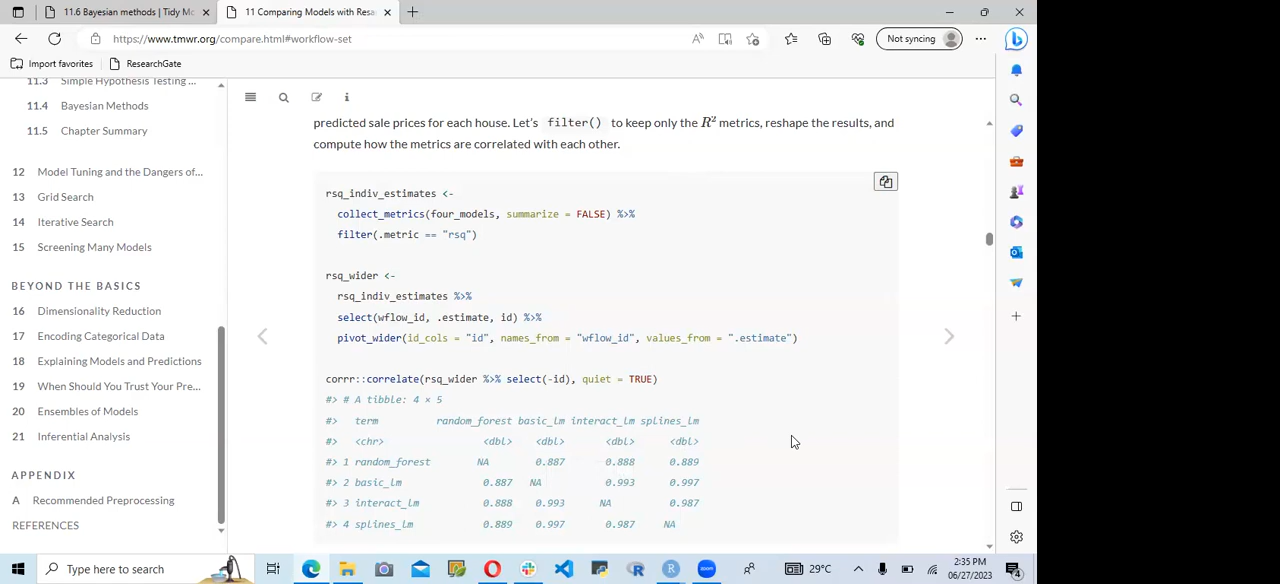 11.6 Bayesian methods | Tidy Mo
11 Comparing Models with Resa
https://www.tmwr.org/compare.html#workflow-set
Not syncing
Import favorites
ResearchGate
11.3 Simple Hypothesis Testing ...
11.4 Bayesian Methods
11.5 Chapter Summary
12 Model Tuning and the Dangers of...
13 Grid Search
14 Iterative Search
15 Screening Many Models
BEYOND THE BASICS
16 Dimensionality Reduction
17 Encoding Categorical Data
18 Explaining Models and Predictions
19 When Should You Trust Your Pre...
20 Ensembles of Models
21 Inferential Analysis
APPENDIX
A Recommended Preprocessing
REFERENCES
predicted sale prices for each house. Let's filter() to keep only the R² metrics, reshape the results, and
compute how the metrics are correlated with each other.
rsq_indiv_estimates <-
collect_metrics(four_models, summarize = FALSE) %>%
filter(.metric == "rsq")
rsq_wider <-
rsq_indiv_estimates %>%
select(wflow_id, .estimate, id) %>%
pivot_wider(id_cols = "id", names_from = "wflow_id", values_from = ".estimate")
corrr::correlate(rsq_wider %>% select(-id), quiet = TRUE)
#> # A tibble: 4 × 5
#> term random_forest basic_lm interact_lm splines_lm
#> <chr> <dbl> <dbl> <dbl> <dbl>
#> 1 random_forest NA 0.887 0.888 0.889
#> 2 basic_lm 0.887 NA 0.993 0.997
#> 3 interact_lm 0.888 0.993 NA 0.987
#> 4 splines_lm 0.889 0.997 0.987 NA
Type here to search
29°C
2:35 PM
06/27/2023